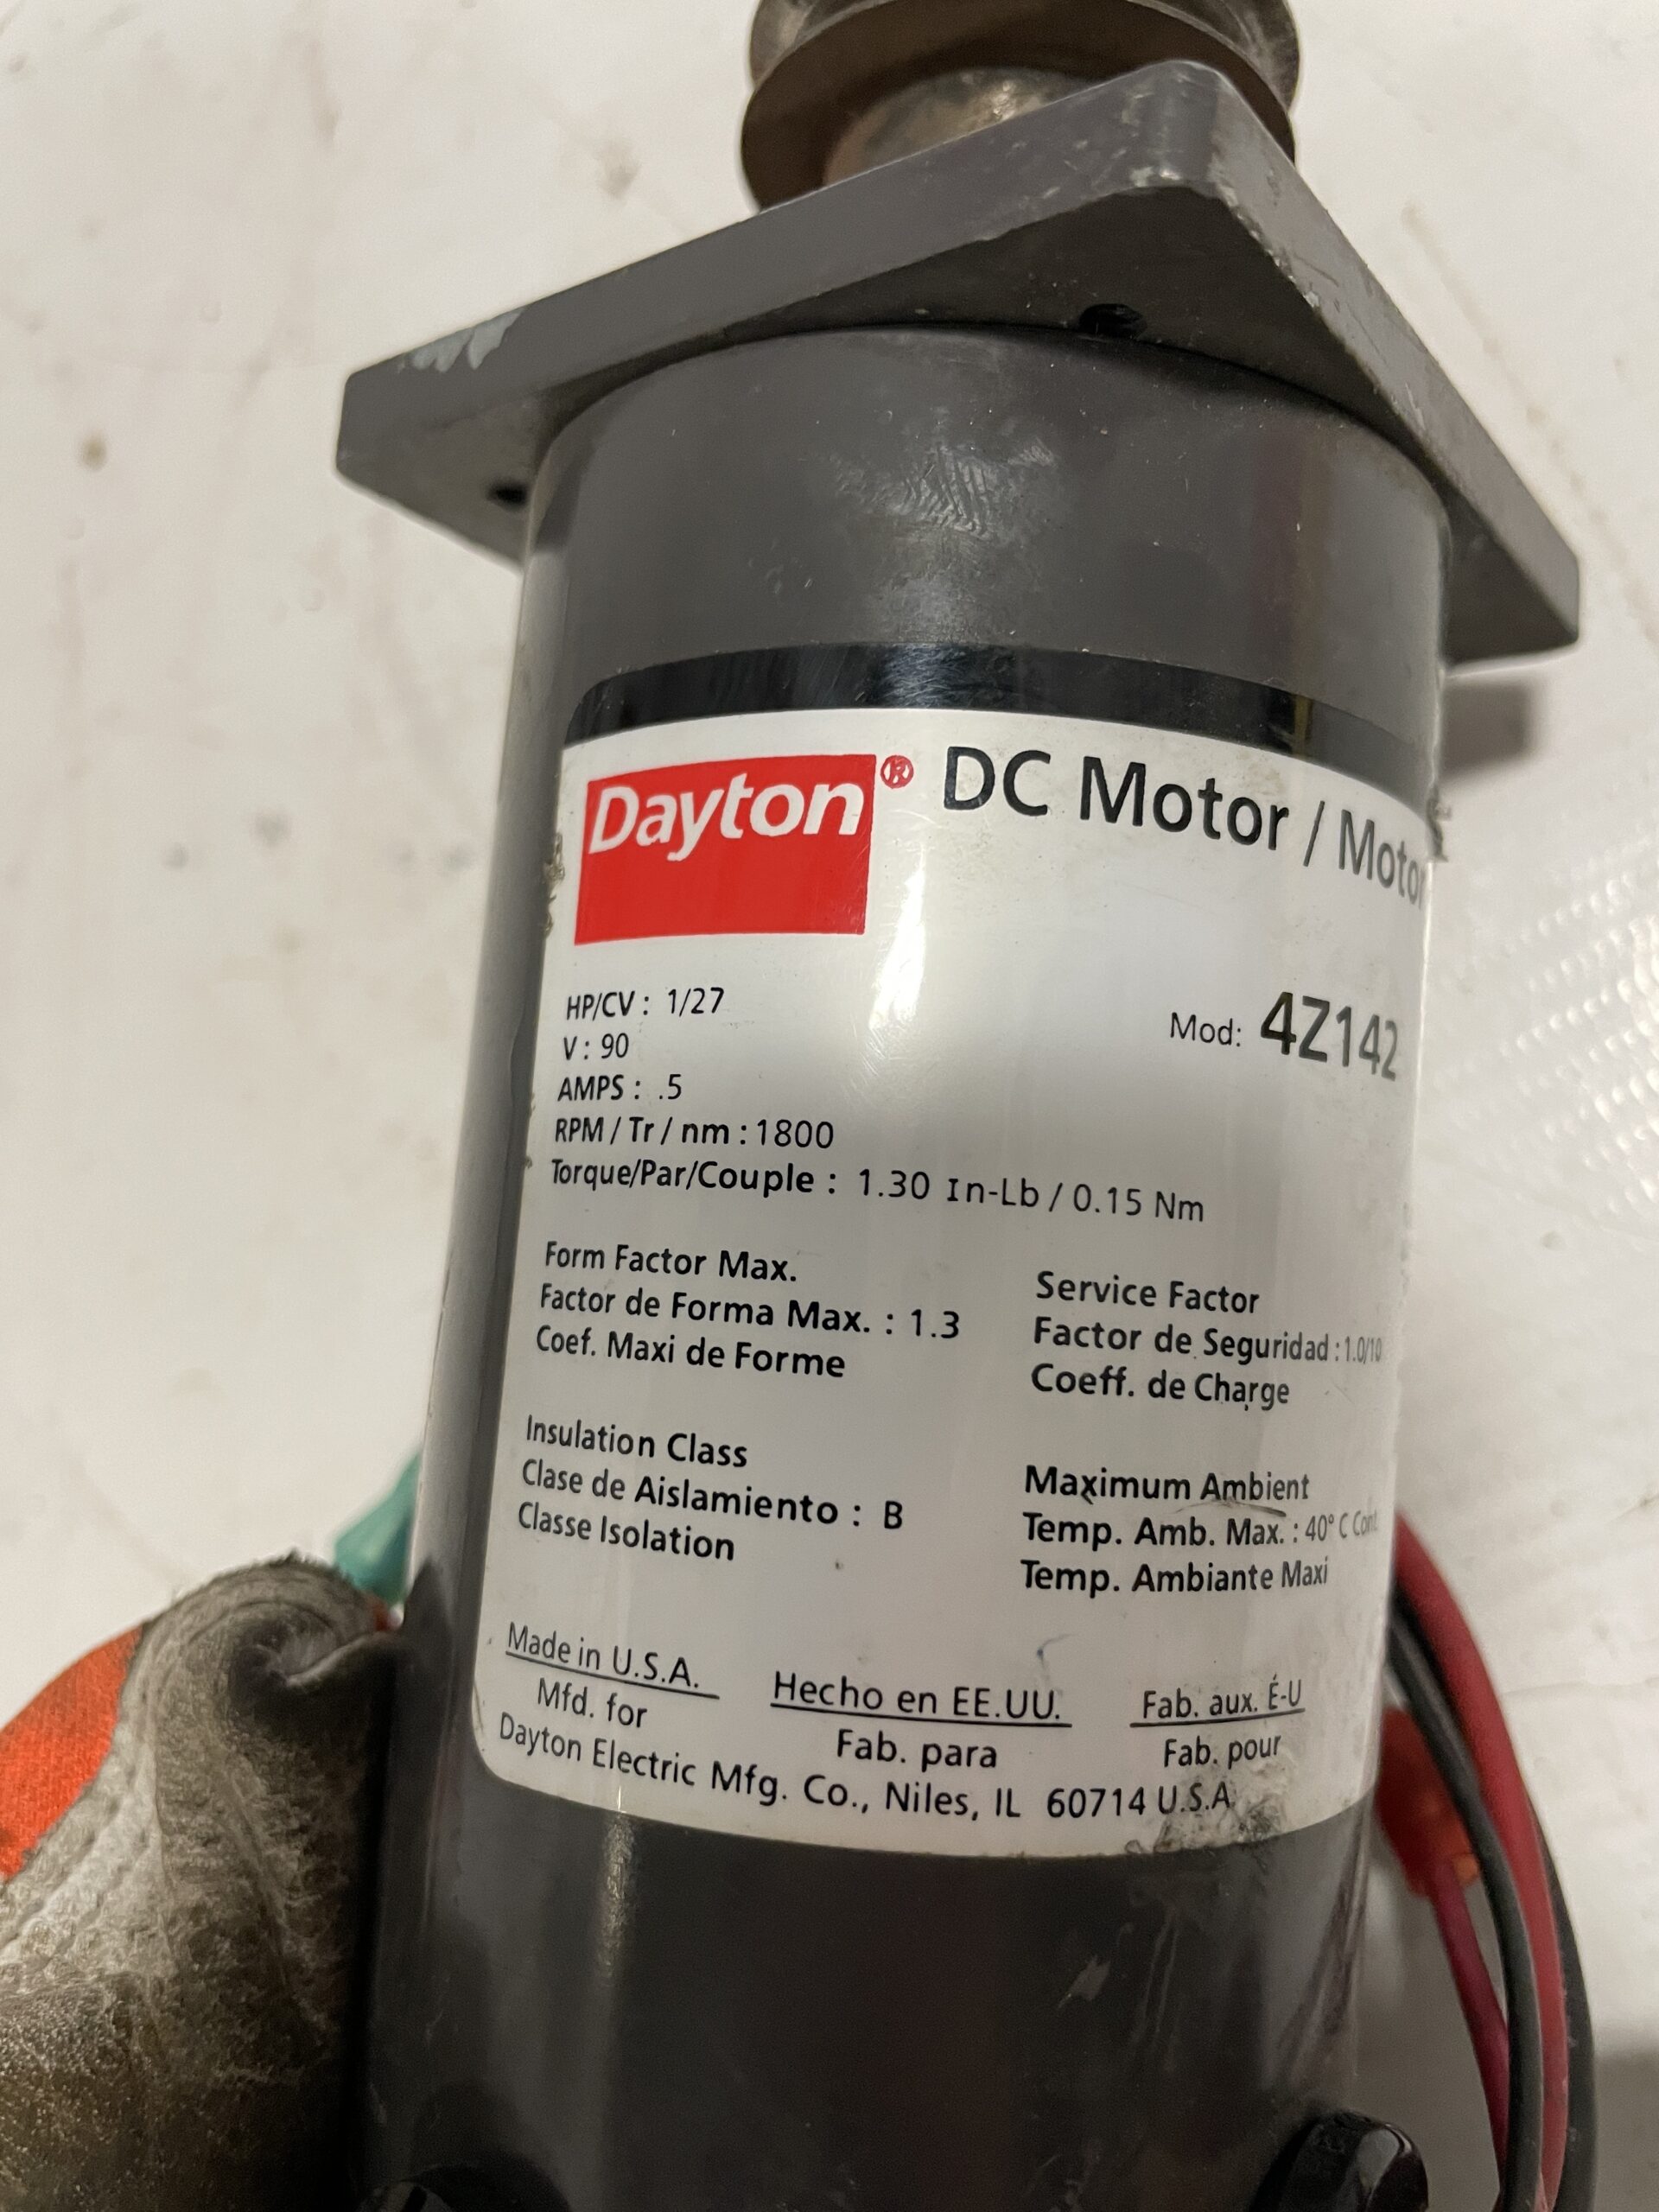 Dayton® DC Motor / Motor
HP/CV : 1/27
V : 90
Mod: 4Z142
AMPS : .5
RPM / Tr / nm : 1800
Torque/Par/Couple : 1.30 In-Lb / 0.15 Nm
Form Factor Max.
Factor de Forma Max. : 1.3
Coef. Maxi de Forme
Service Factor
Factor de Seguridad : 1.0/10
Coeff. de Charge
Insulation Class
Clase de Aislamiento : B
Classe Isolation
Maximum Ambient
Temp. Amb. Max. : 40° C Cont
Temp. Ambiante Maxi
Made in U.S.A.
Mfd. for
Hecho en EE.UU.
Fab. para
Fab. aux. É-U
Fab. pour
Dayton Electric Mfg. Co., Niles, IL 60714 U.S.A.